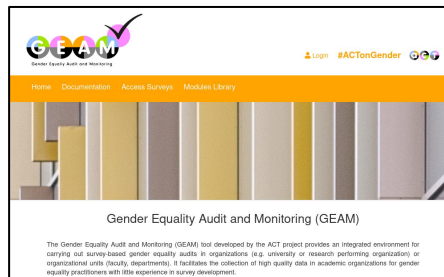 GEAM
Gender Equality Audit and Monitoring
Login #ACTonGender act
Home Documentation Access Surveys Modules Library
Gender Equality Audit and Monitoring (GEAM)
The Gender Equality Audit and Monitoring (GEAM) tool developed by the ACT project provides an integrated environment for
carrying out survey-based gender equality audits in organizations (e.g. university or research performing organization) or
organizational units (faculty, departments). It facilitates the collection of high quality data in academic organizations for gender
equality practitioners with little experience in survey development.